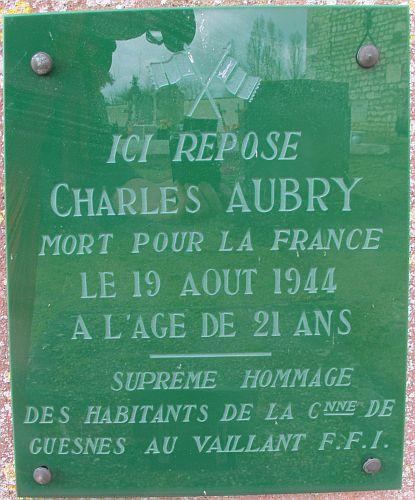 ICI REPOSE
CHARLES AUBRY
MORT POUR LA FRANCE
LE 19 AOUT 1944
A L'AGE DE 21 ANS
SUPRÈME HOMMAGE
DES HABITANTS DE LA CNNE DE
GUESNES AU VAILLANT F.F.I.